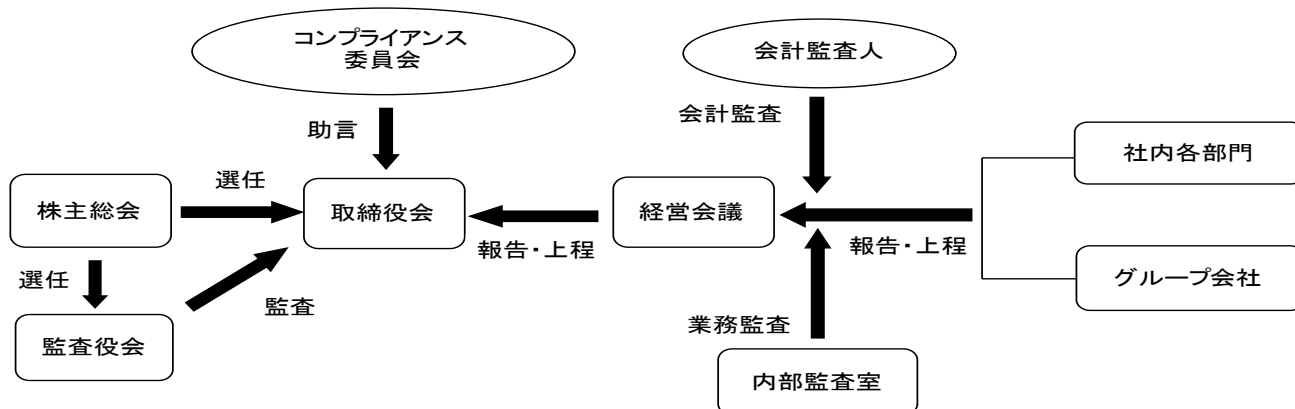 コンプライアンス
委員会
会計監査人
助言
会計監査
社内各部門
選任
株主総会
取締役会
経営会議
報告・上程
報告・上程
選任
監査
グループ会社
業務監査
監査役会
内部監査室